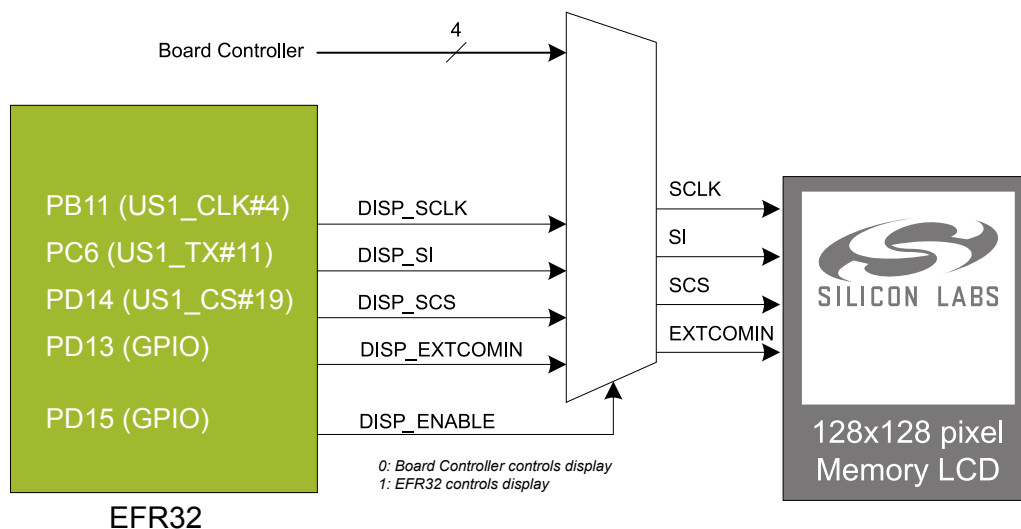 4
Board Controller
PB11 (US1_CLK#4)
PC6 (US1_TX#11)
PD14 (US1_CS#19)
PD13 (GPIO)
PD15 (GPIO)
EFR32
DISP_SCLK
DISP_SI
DISP_SCS
DISP_EXTCOMIN
DISP_ENABLE
0: Board Controller controls display
1: EFR32 controls display
SCLK
SI
SCS
EXTCOMIN
SILICON LABS
128x128 pixel
Memory LCD